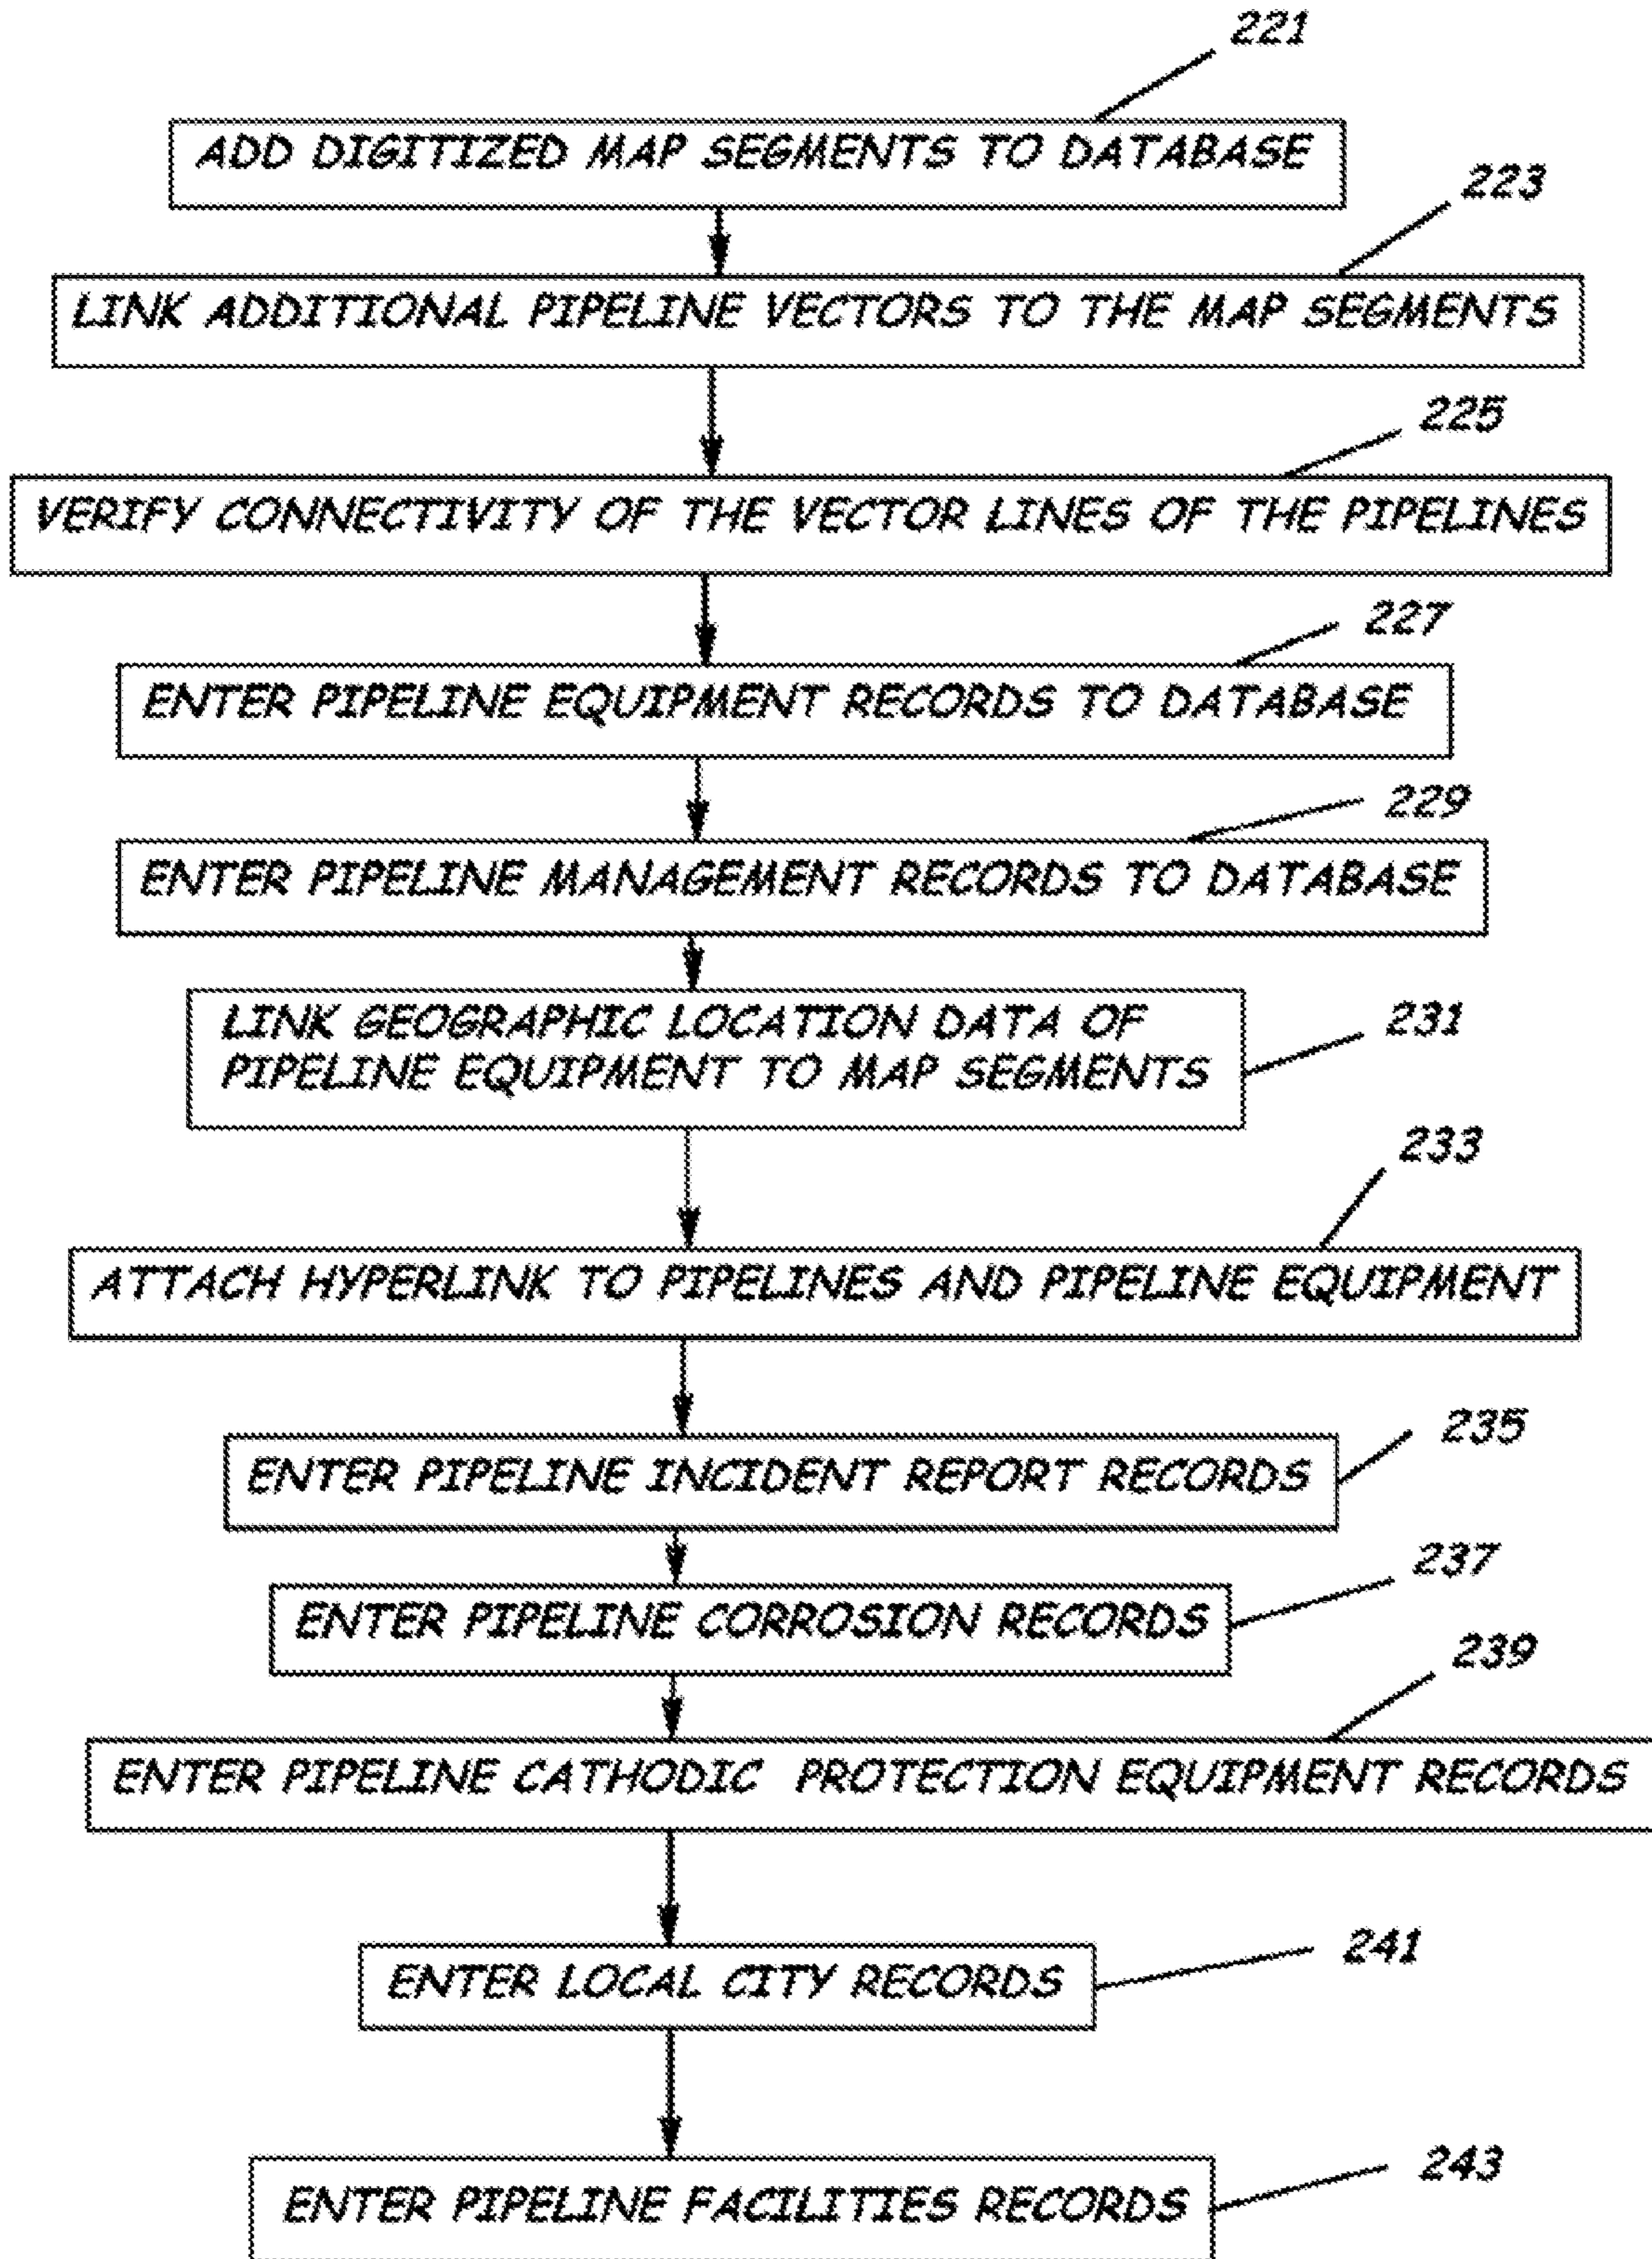 221
ADD DIGITIZED MAP SEGMENTS TO DATABASE
223
LINK ADDITIONAL PIPELINE VECTORS TO THE MAP SEGMENTS
225
VERIFY CONNECTIVITY OF THE VECTOR LINES OF THE PIPELINES
227
ENTER PIPELINE EQUIPMENT RECORDS TO DATABASE
229
ENTER PIPELINE MANAGEMENT RECORDS TO DATABASE
LINK GEOGRAPHIC LOCATION DATA OF
PIPELINE EQUIPMENT TO MAP SEGMENTS
231
233
ATTACH HYPERLINK TO PIPELINES AND PIPELINE EQUIPMENT
235
ENTER PIPELINE INCIDENT REPORT RECORDS
237
ENTER PIPELINE CORROSION RECORDS
239
ENTER PIPELINE CATHODIC PROTECTION EQUIPMENT RECORDS
241
ENTER LOCAL CITY RECORDS
243
ENTER PIPELINE FACILITIES RECORDS